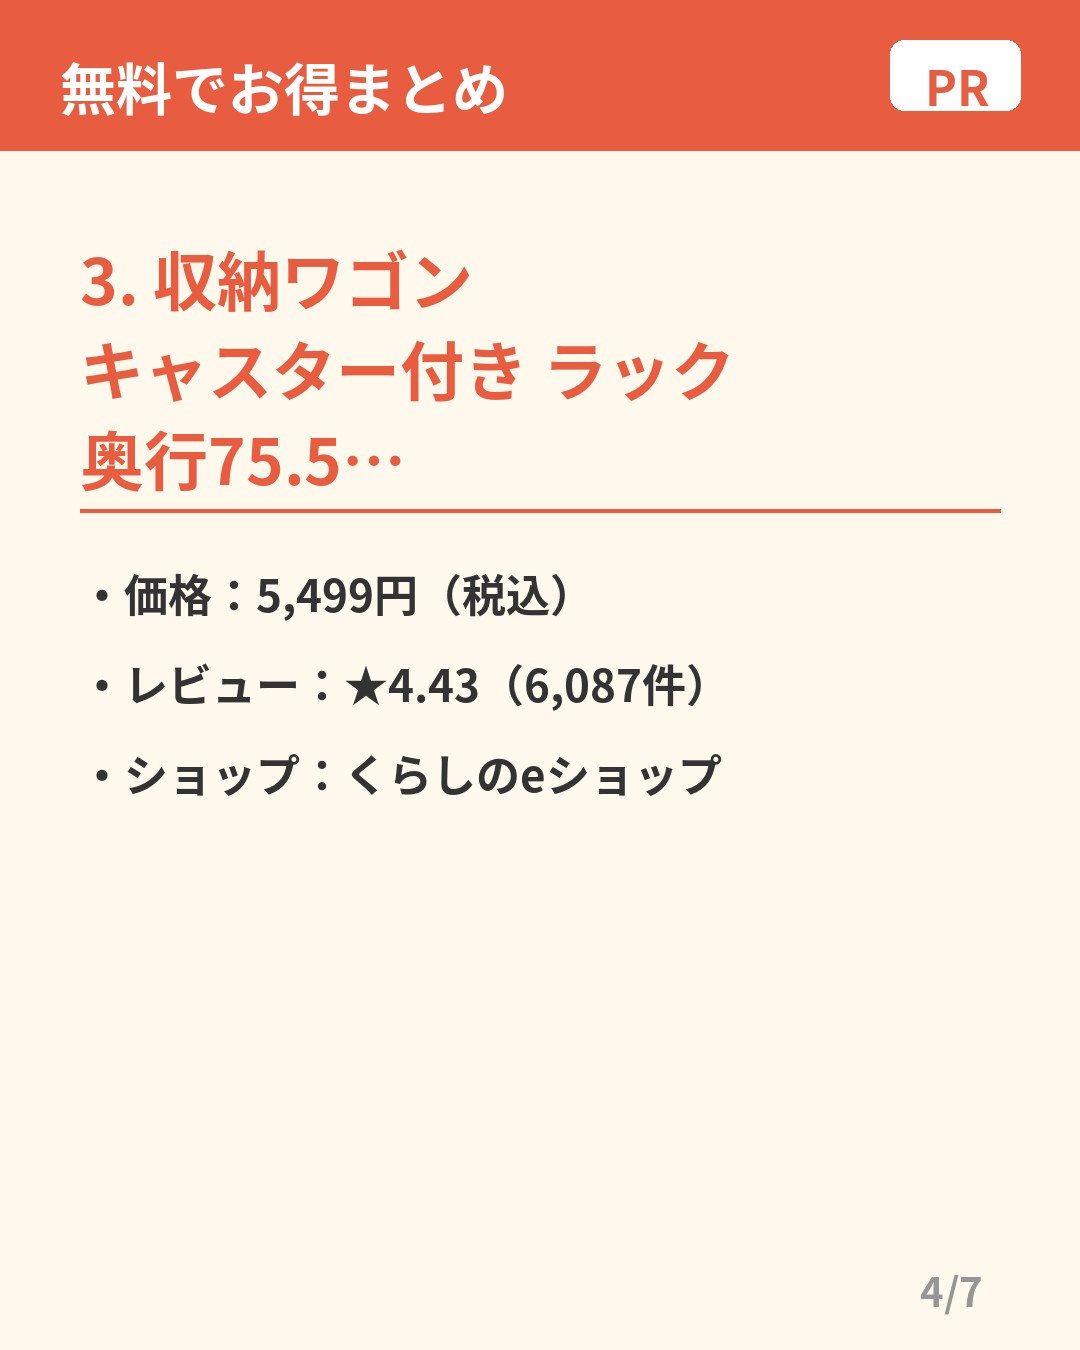 無料でお得まとめ
PR
3. 収納ワゴン
キャスター付き ラック
奥行75.5…
・価格：5,499円（税込）
・レビュー：★4.43（6,087件）
・ショップ：くらしのeショップ
4/7